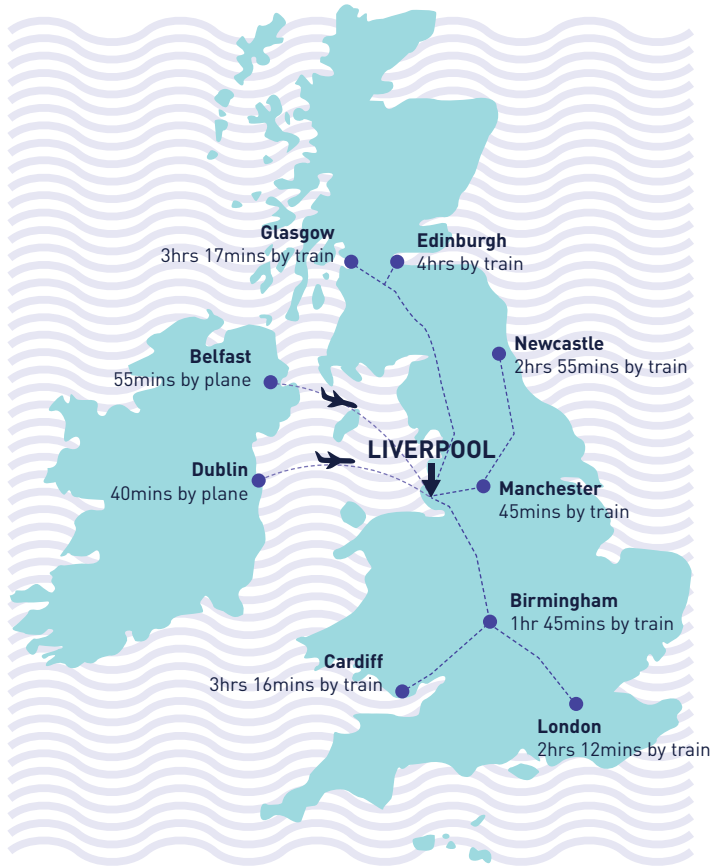 Glasgow
3hrs 17mins by train
Edinburgh
4hrs by train
Newcastle
2hrs 55mins by train
Belfast
55mins by plane
LIVERPOOL
Dublin
40mins by plane
Manchester
45mins by train
Birmingham
1hr 45mins by train
Cardiff
3hrs 16mins by train
London
2hrs 12mins by train